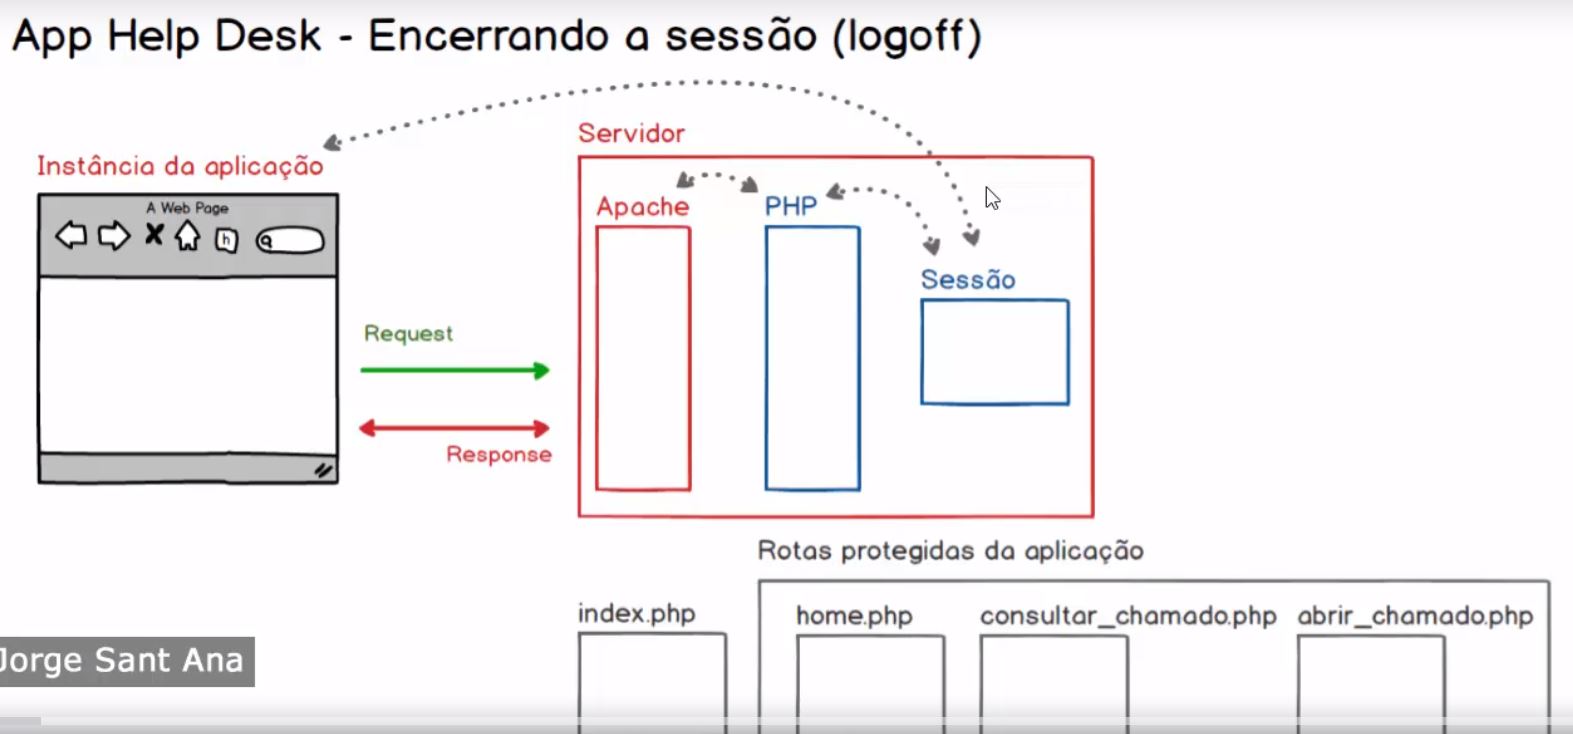 App Help Desk - Encerrando a sessão (logoff)
Servidor
Instância da aplicação
A Web Page
h
Apache
PHP
Sessão
Request
Response
Rotas protegidas da aplicação
index.php
home.php
consultar_chamado.php
abrir_chamado.php
Jorge Sant Ana